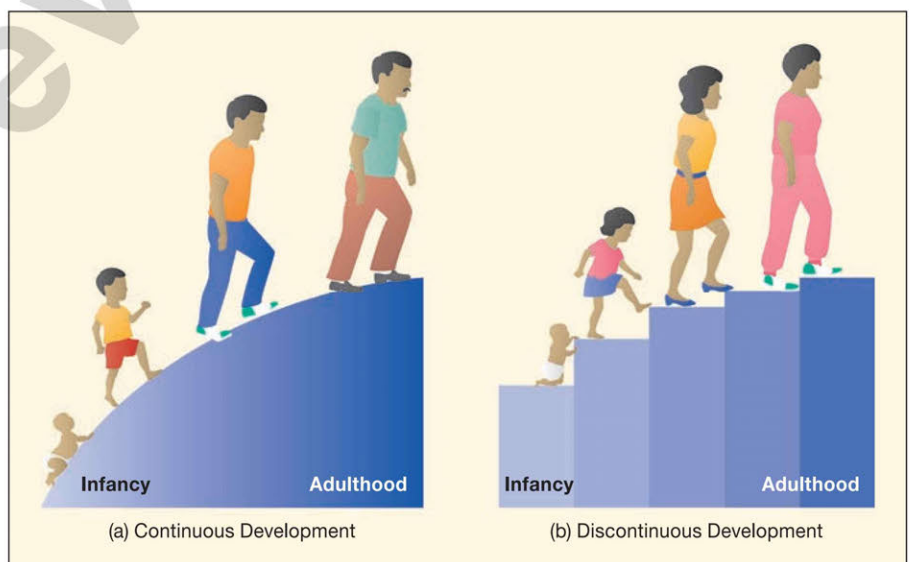 Infancy
Adulthood
(a) Continuous Development
Infancy
Adulthood
(b) Discontinuous Development